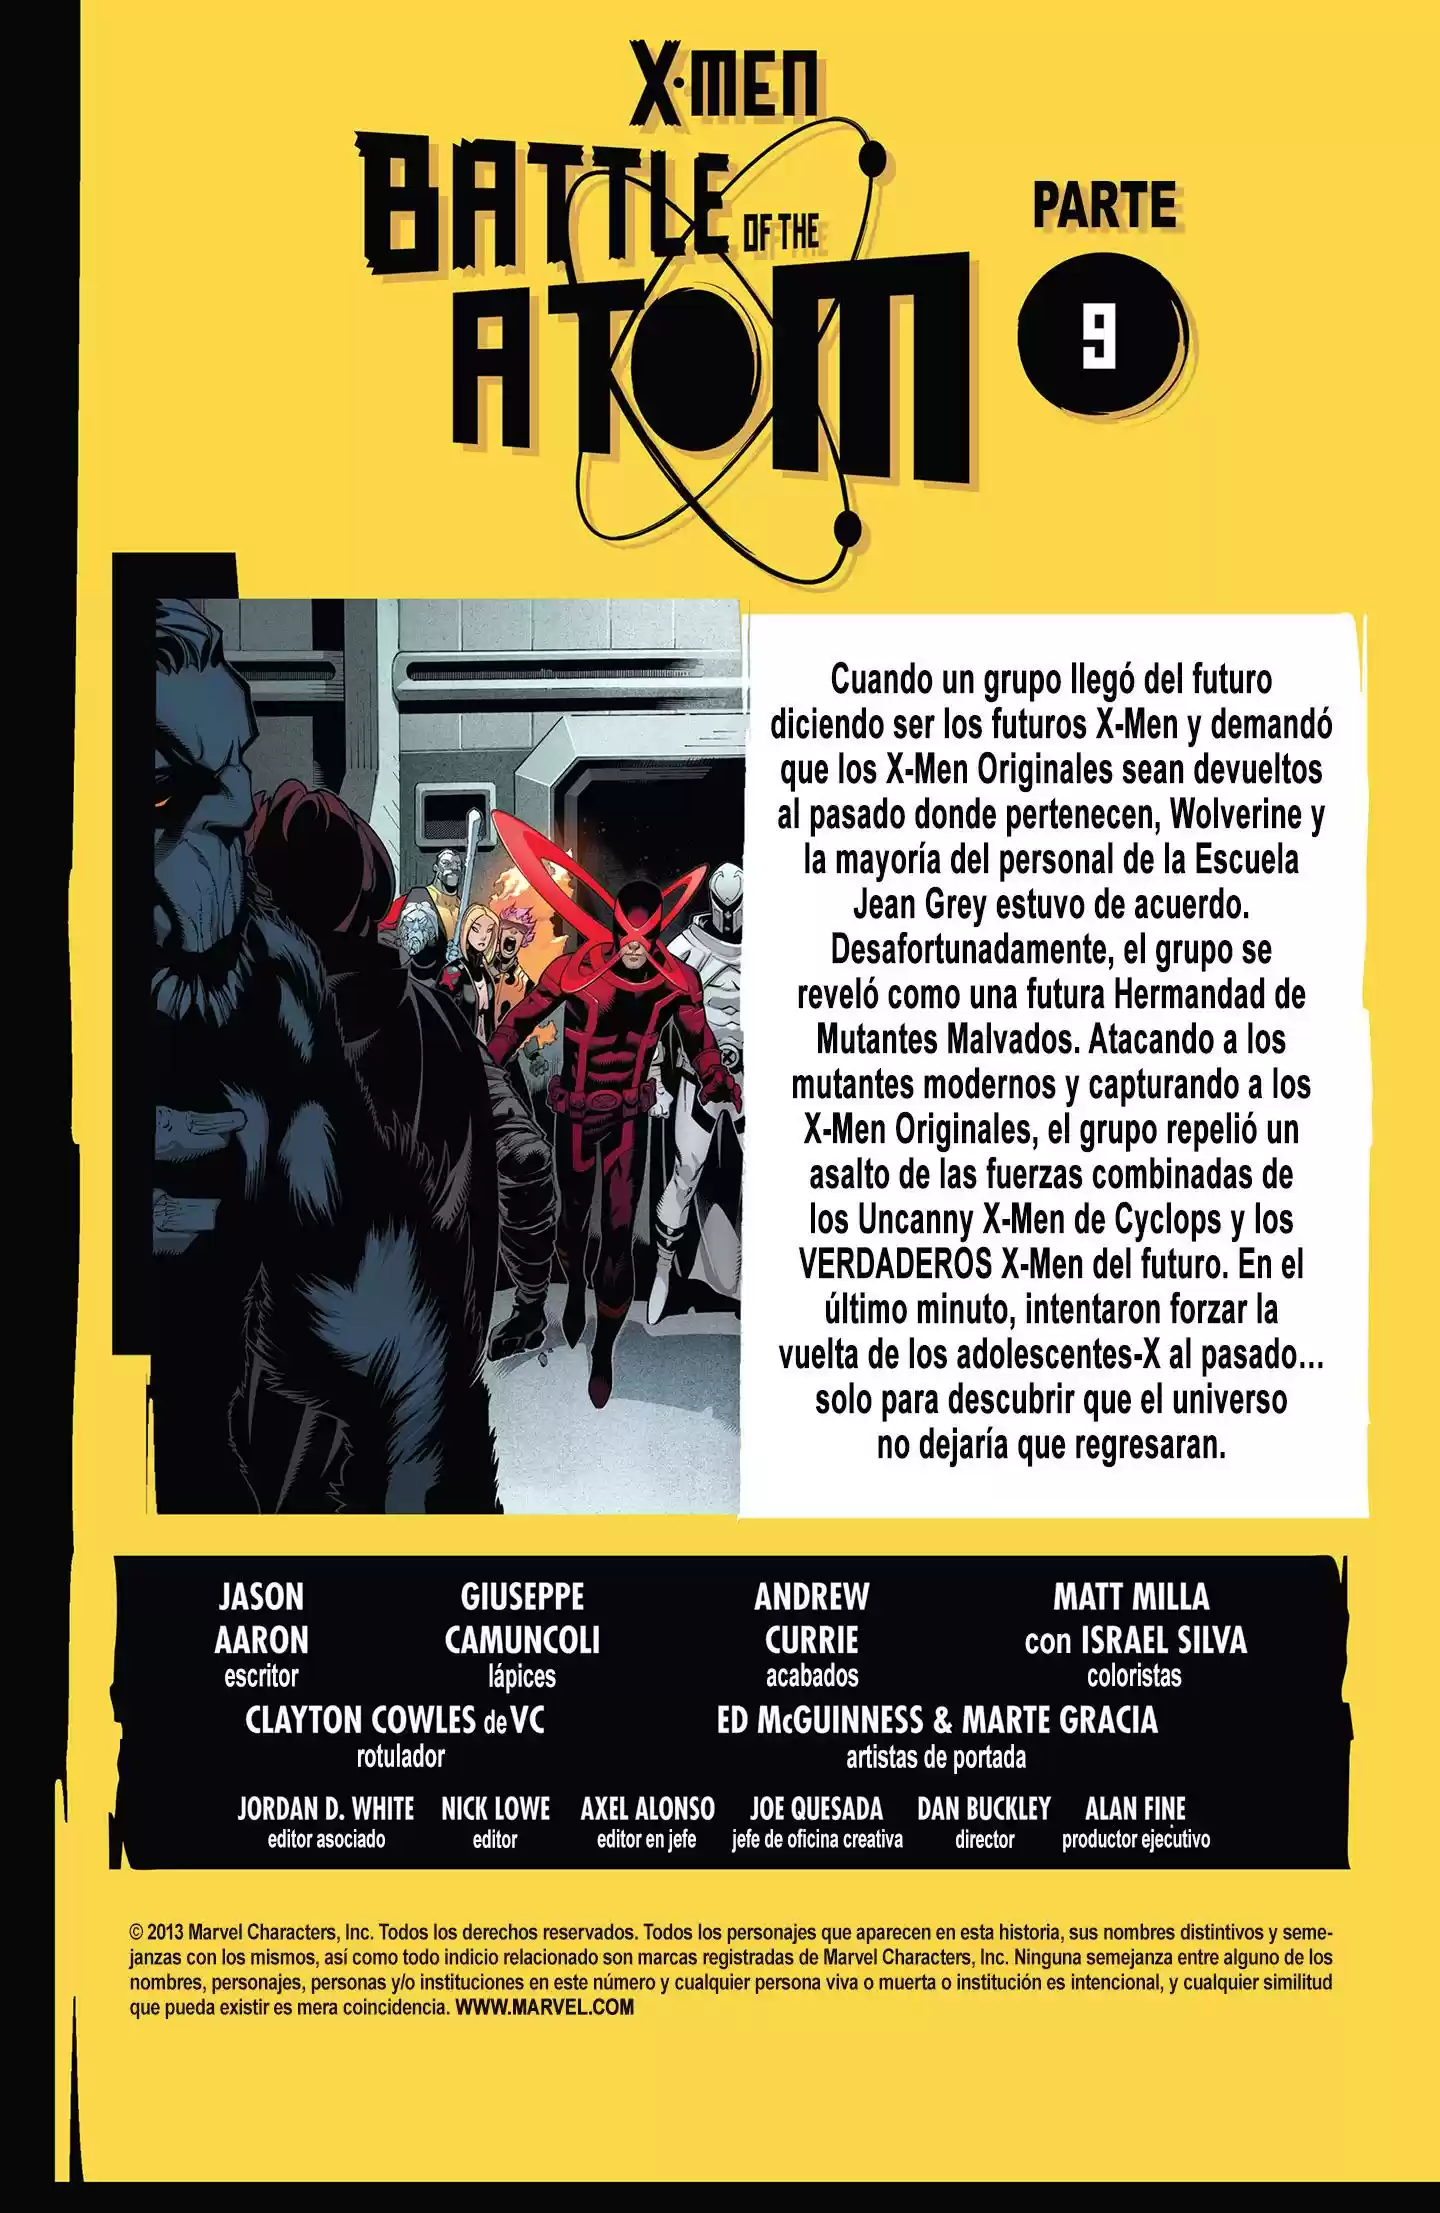 X-MEN
BATTLE OF THE
ATOM
PARTE
9
Cuando un grupo llegó del futuro
diciendo ser los futuros X-Men y demandó
que los X-Men Originales sean devueltos
al pasado donde pertenecen, Wolverine y
la mayoría del personal de la Escuela
Jean Grey estuvo de acuerdo.
Desafortunadamente, el grupo se
reveló como una futura Hermandad de
Mutantes Malvados. Atacando a los
mutantes modernos y capturando a los
X-Men Originales, el grupo repelió un
asalto de las fuerzas combinadas de
los Uncanny X-Men de Cyclops y los
VERDADEROS X-Men del futuro. En el
último minuto, intentaron forzar la
vuelta de los adolescentes-X al pasado...
solo para descubrir que el universo
no dejaría que regresaran.
JASON
AARON
escritor
GIUSEPPE
CAMUNCOLI
lápices
ANDREW
CURRIE
acabados
MATT MILLA
con ISRAEL SILVA
coloristas
CLAYTON COWLES de VC
rotulador
ED McGUINNESS & MARTE GRACIA
artistas de portada
JORDAN D. WHITE
editor asociado
NICK LOWE
editor
AXEL ALONSO
editor en jefe
JOE QUESADA
jefe de oficina creativa
DAN BUCKLEY
director
ALAN FINE
productor ejecutivo
© 2013 Marvel Characters, Inc. Todos los derechos reservados. Todos los personajes que aparecen en esta historia, sus nombres distintivos y seme-
janzas con los mismos, así como todo indicio relacionado son marcas registradas de Marvel Characters, Inc. Ninguna semejanza entre alguno de los
nombres, personajes, personas y/o instituciones en este número y cualquier persona viva o muerta o institución es intencional, y cualquier similitud
que pueda existir es mera coincidencia. WWW.MARVEL.COM